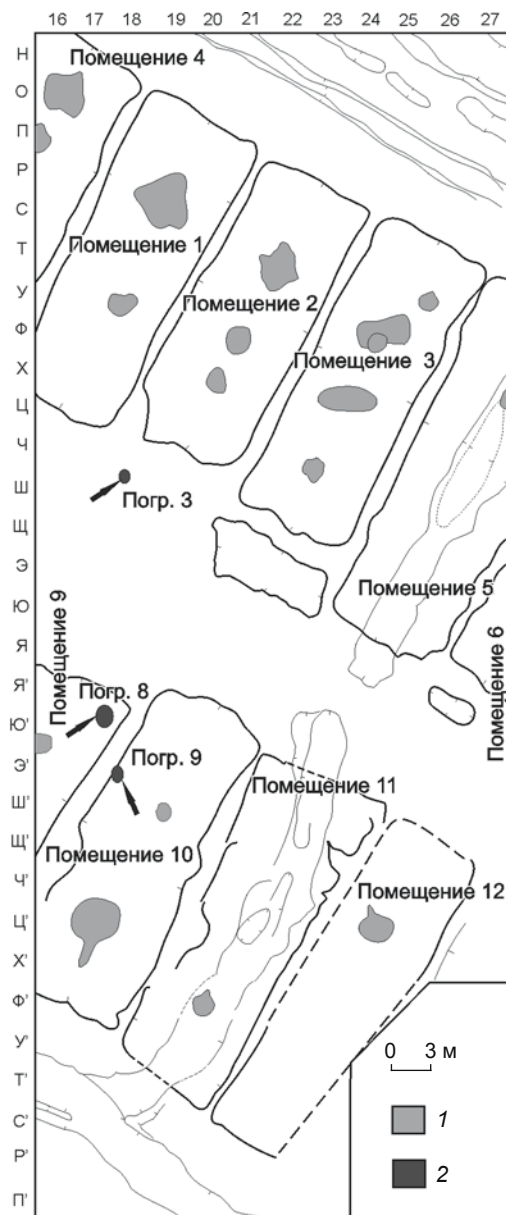 16 17 18 19 20 21 22 23 24 25 26 27
Н
Помещение 4
О
П
Р
С
Т
Помещение 1
У
Помещение 2
Ф
Х
Помещение 3
Ц
Ч
Ш
Погр. 3
Щ
Э
Помещение 5
Ю
Я
Помещение 6
Я'
Помещение 9
Погр. 8
Ю'
Э'
Погр. 9
Ш'
Помещение 11
Щ'
Помещение 10
Ч'
Помещение 12
Ц'
Х'
Ф'
У'
0 3 м
Т'
С'
1
Р'
2
П'